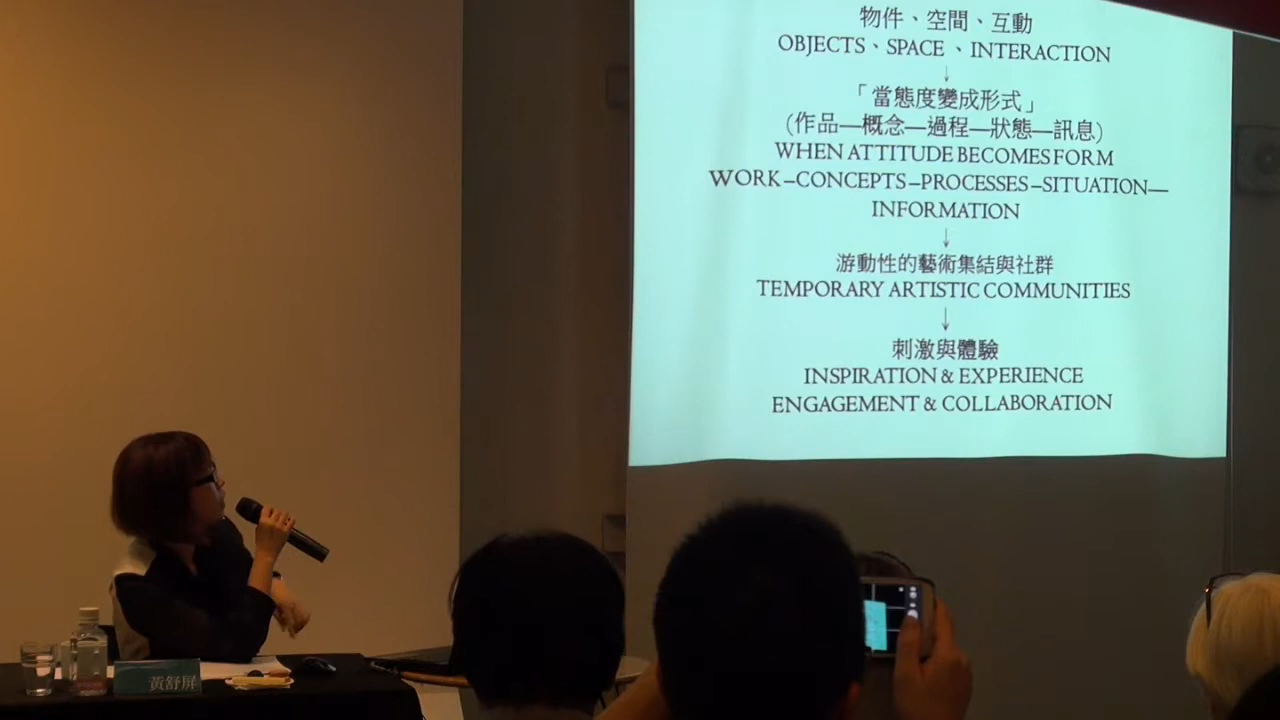 物件、空間、互動
OBJECTS、SPACE、INTERACTION
↓
「當態度變成形式」
(作品—概念—過程—狀態—訊息)
WHEN ATTITUDE BECOMES FORM
WORK–CONCEPTS–PROCESSES–SITUATION—
INFORMATION
↓
游動性的藝術集結與社群
TEMPORARY ARTISTIC COMMUNITIES
↓
刺激與體驗
INSPIRATION & EXPERIENCE
ENGAGEMENT & COLLABORATION
黃舒屏